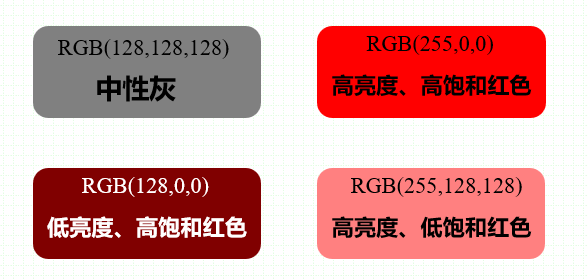 RGB(128,128,128)
中性灰
RGB(255,0,0)
高亮度、高饱和红色
RGB(128,0,0)
低亮度、高饱和红色
RGB(255,128,128)
高亮度、低饱和红色